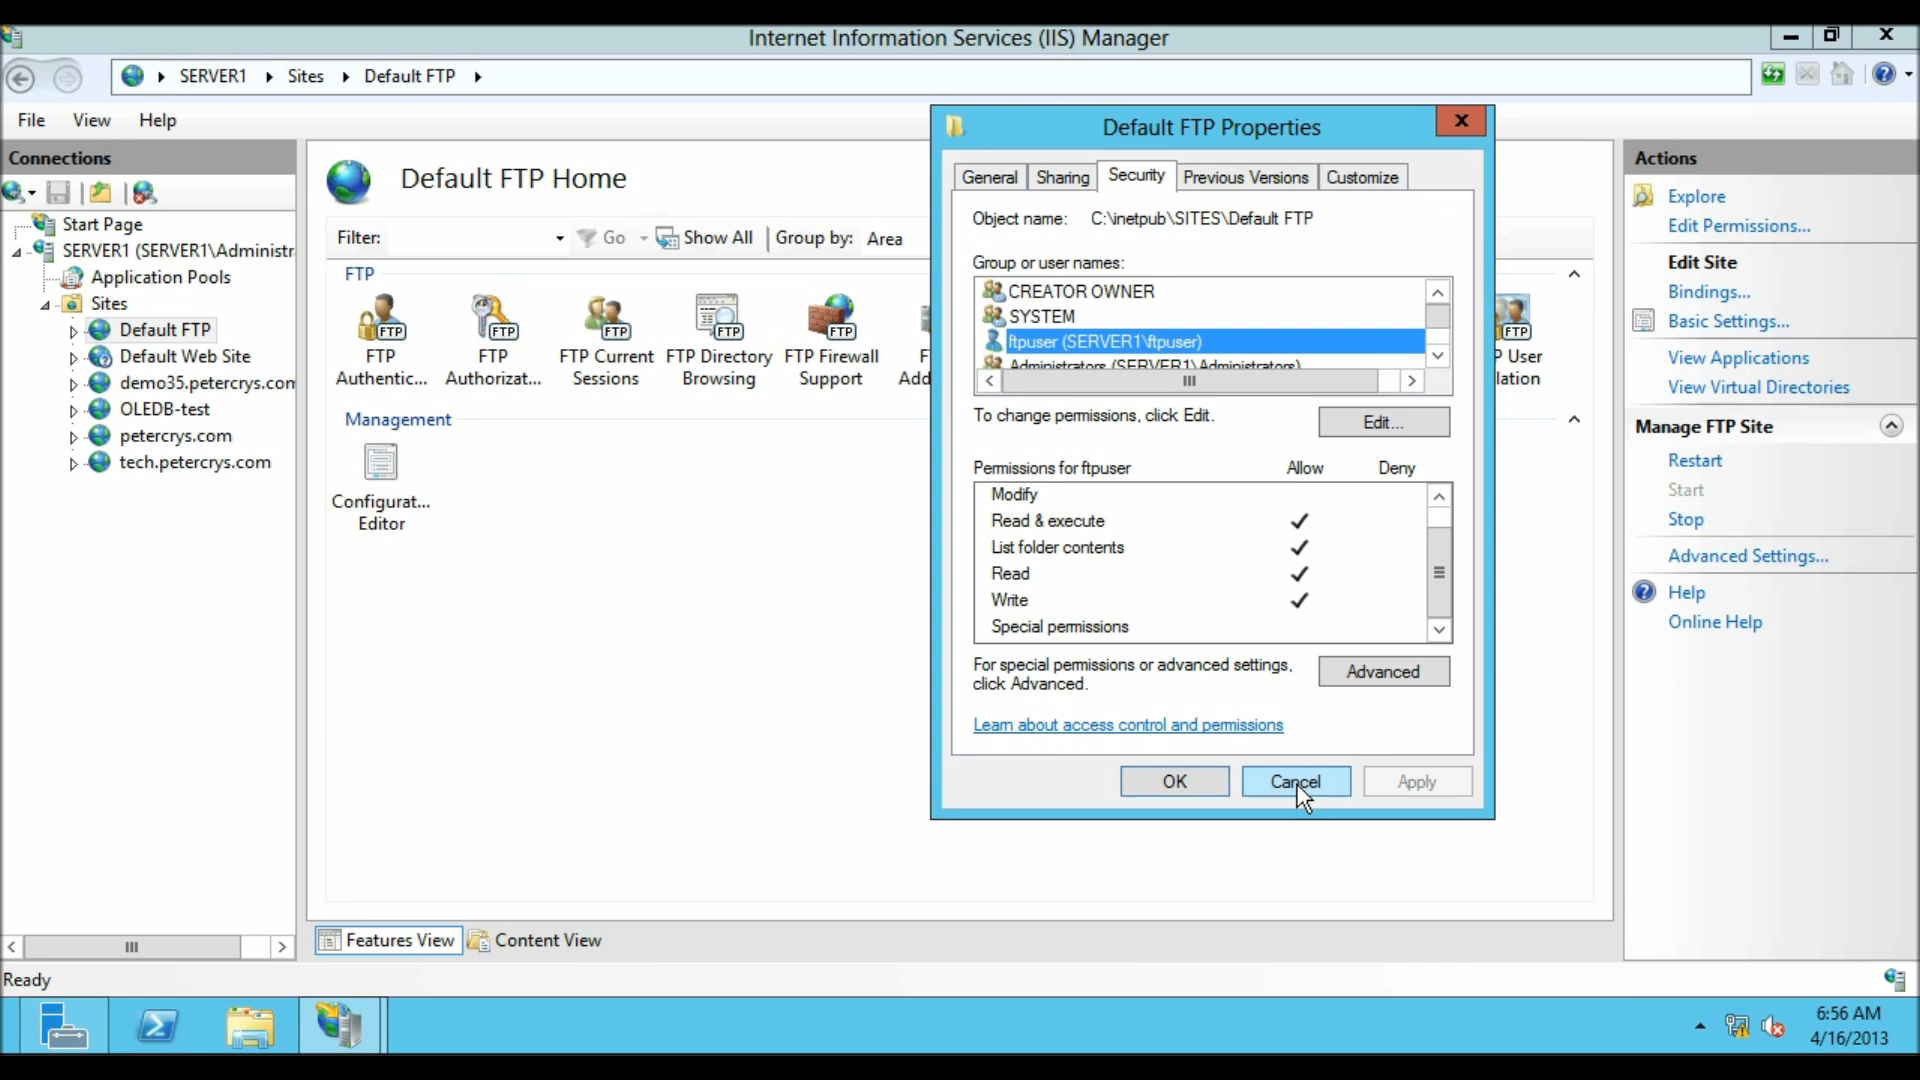 Internet Information Services (IIS) Manager
SERVER1
Sites
Default FTP
File
View
Help
Connections
Start Page
SERVER1 (SERVER1\Administr
Application Pools
Sites
Default FTP
Default Web Site
demo35.petercrys.com
OLEDB-test
petercrys.com
tech.petercrys.com
Default FTP Home
Filter:
Go
Show All
Group by:
Area
FTP
FTP
Authentic...
FTP
Authorizat...
FTP Current
Sessions
FTP Directory
Browsing
FTP Firewall
Support
Management
Configurat...
Editor
Default FTP Properties
General
Sharing
Security
Previous Versions
Customize
Object name: C:\inetpub\SITES\Default FTP
Group or user names:
CREATOR OWNER
SYSTEM
ftpuser (SERVER1\ftpuser)
Administrators (SERVER1\Administrators)
To change permissions, click Edit.
Edit...
Permissions for ftpuser
Allow
Deny
Modify
Read & execute
List folder contents
Read
Write
Special permissions
For special permissions or advanced settings,
click Advanced.
Advanced
Learn about access control and permissions
OK
Cancel
Apply
User
Actions
Explore
Edit Permissions...
Edit Site
Bindings...
Basic Settings...
View Applications
View Virtual Directories
Manage FTP Site
Restart
Start
Stop
Advanced Settings...
Help
Online Help
Features View
Content View
Ready
6:56 AM
4/16/2013